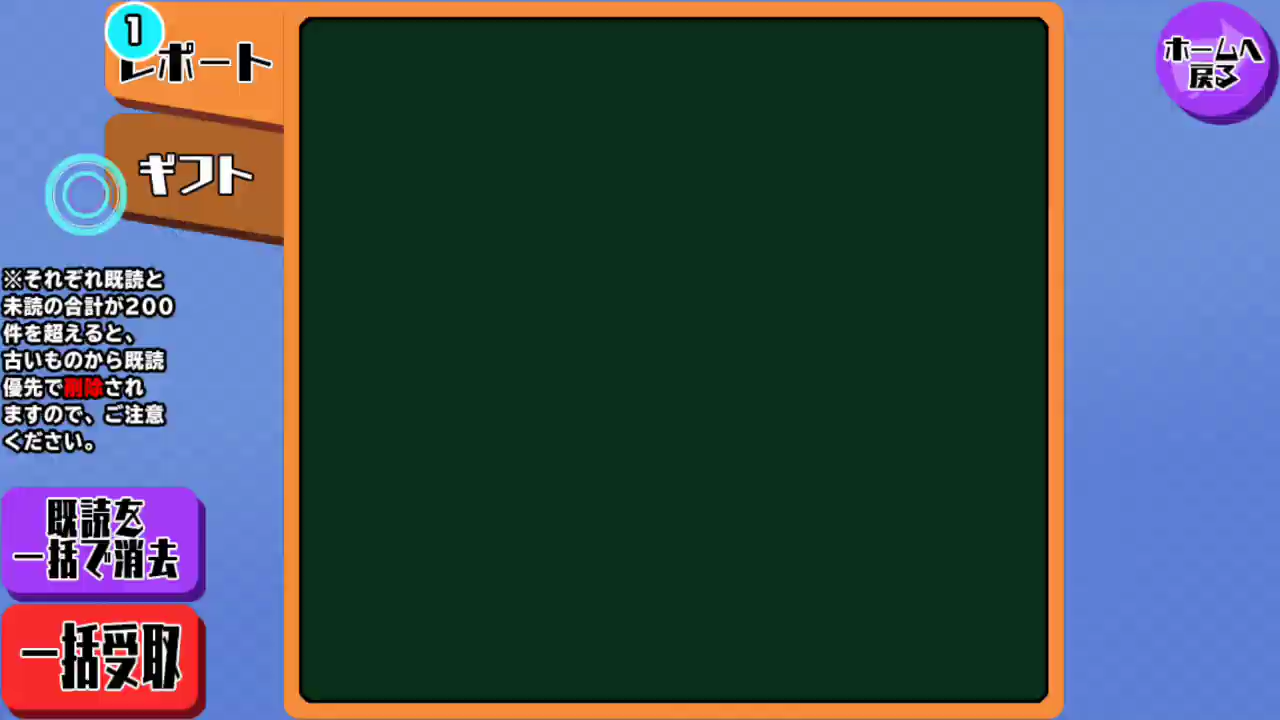 1
レポート
ギフト
ホームへ
戻る
※それぞれ既読と
未読の合計が200
件を超えると、
古いものから既読
優先で削除され
ますので、ご注意
ください。
既読を
一括で消去
一括受取